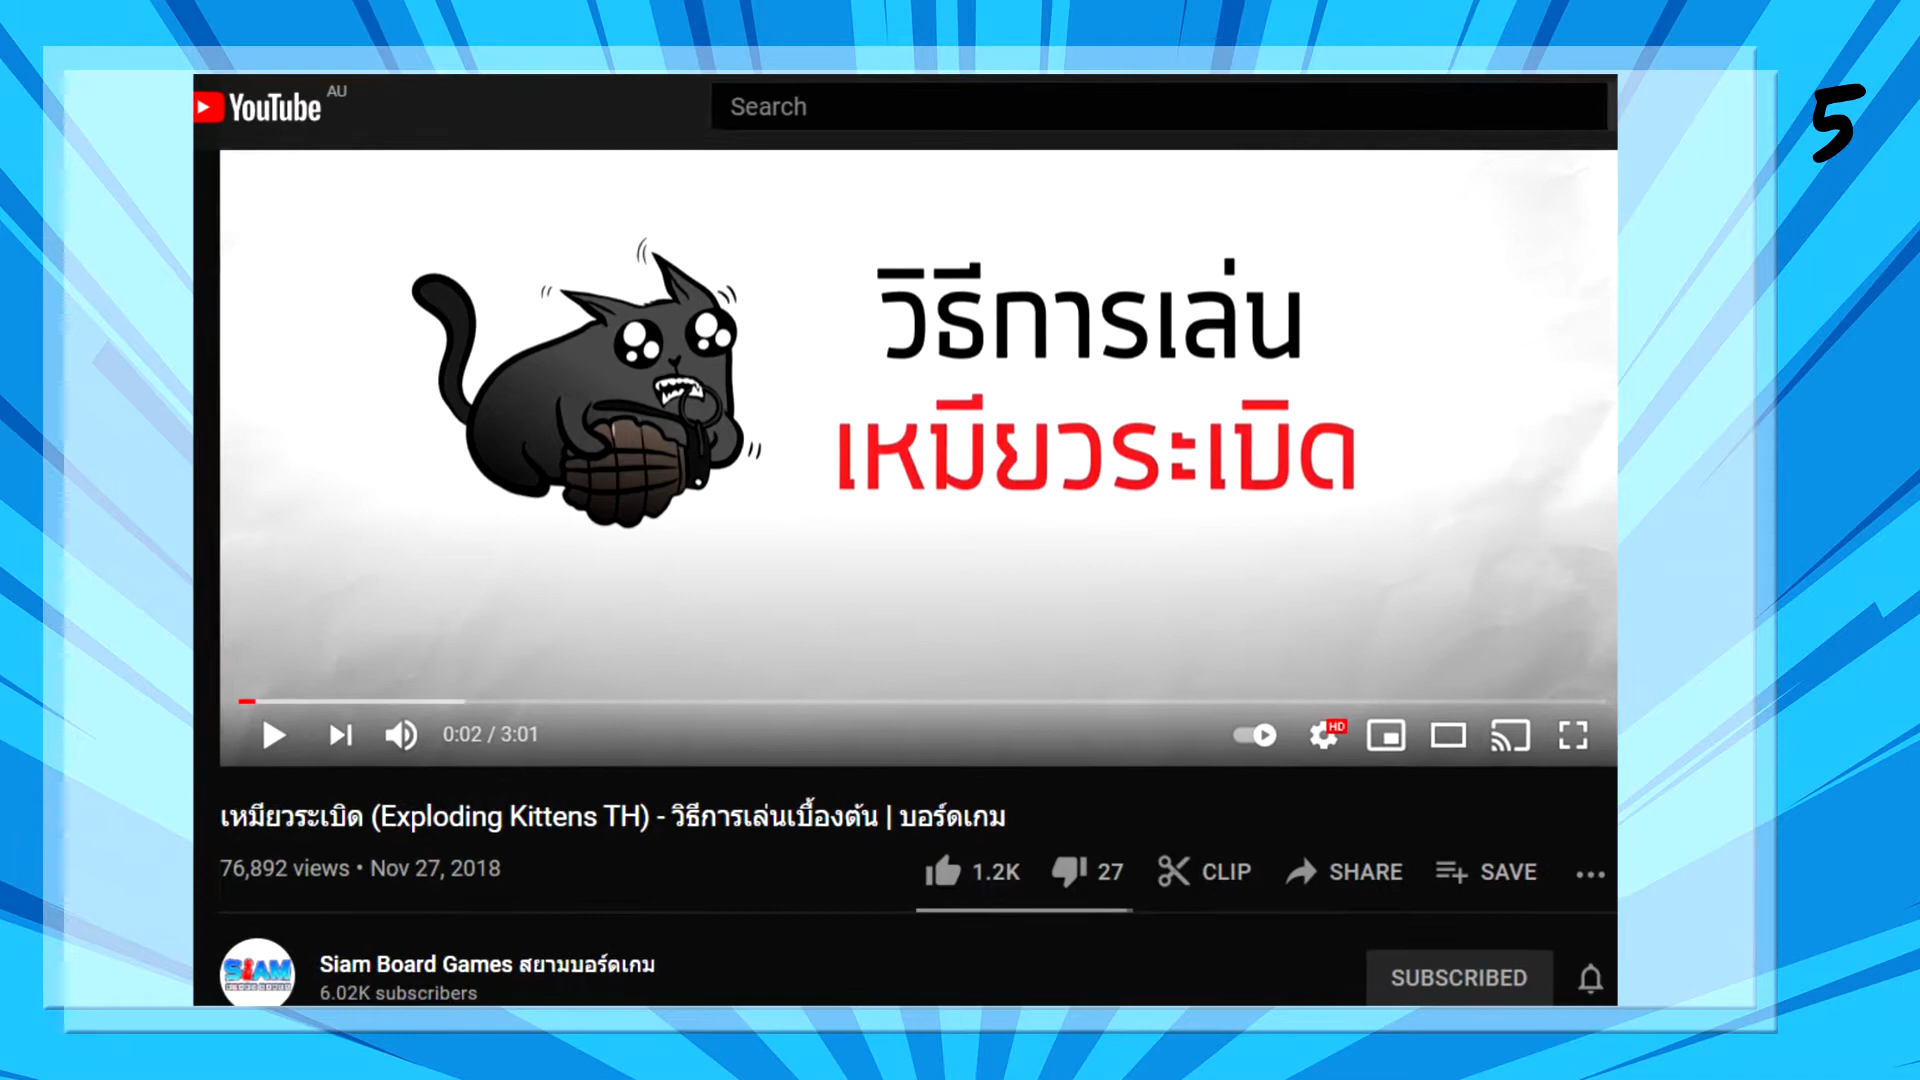 5
YouTube AU
Search
วิธีการเล่น
เหมียวระเบิด
0:02 / 3:01
HD
เหมียวระเบิด (Exploding Kittens TH) - วิธีการเล่นเบื้องต้น | บอร์ดเกม
76,892 views • Nov 27, 2018
1.2K 27 CLIP SHARE SAVE
SIAM
Siam Board Games สยามบอร์ดเกม
6.02K subscribers
SUBSCRIBED